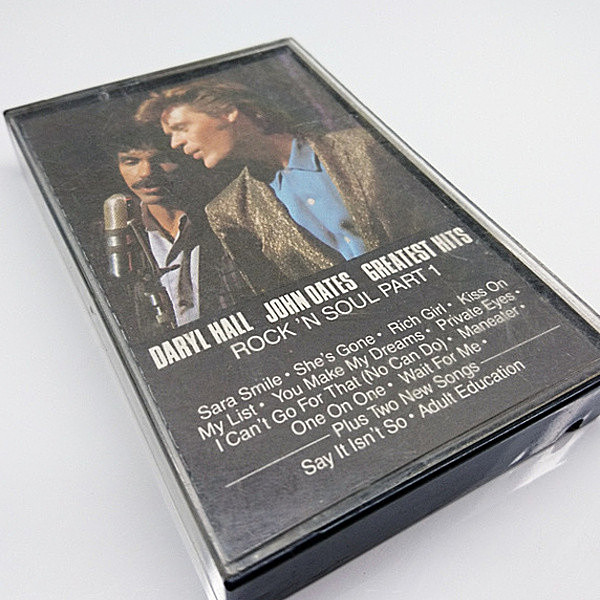 DARYL HALL JOHN OATES GREATEST HITS
ROCK 'N SOUL PART 1
Sara Smile • She's Gone • Rich Girl • Kiss On
My List • You Make My Dreams • Private Eyes •
I Can't Go For That (No Can Do) • Maneater •
One On One • Wait For Me •
Plus Two New Songs
Say It Isn't So • Adult Education